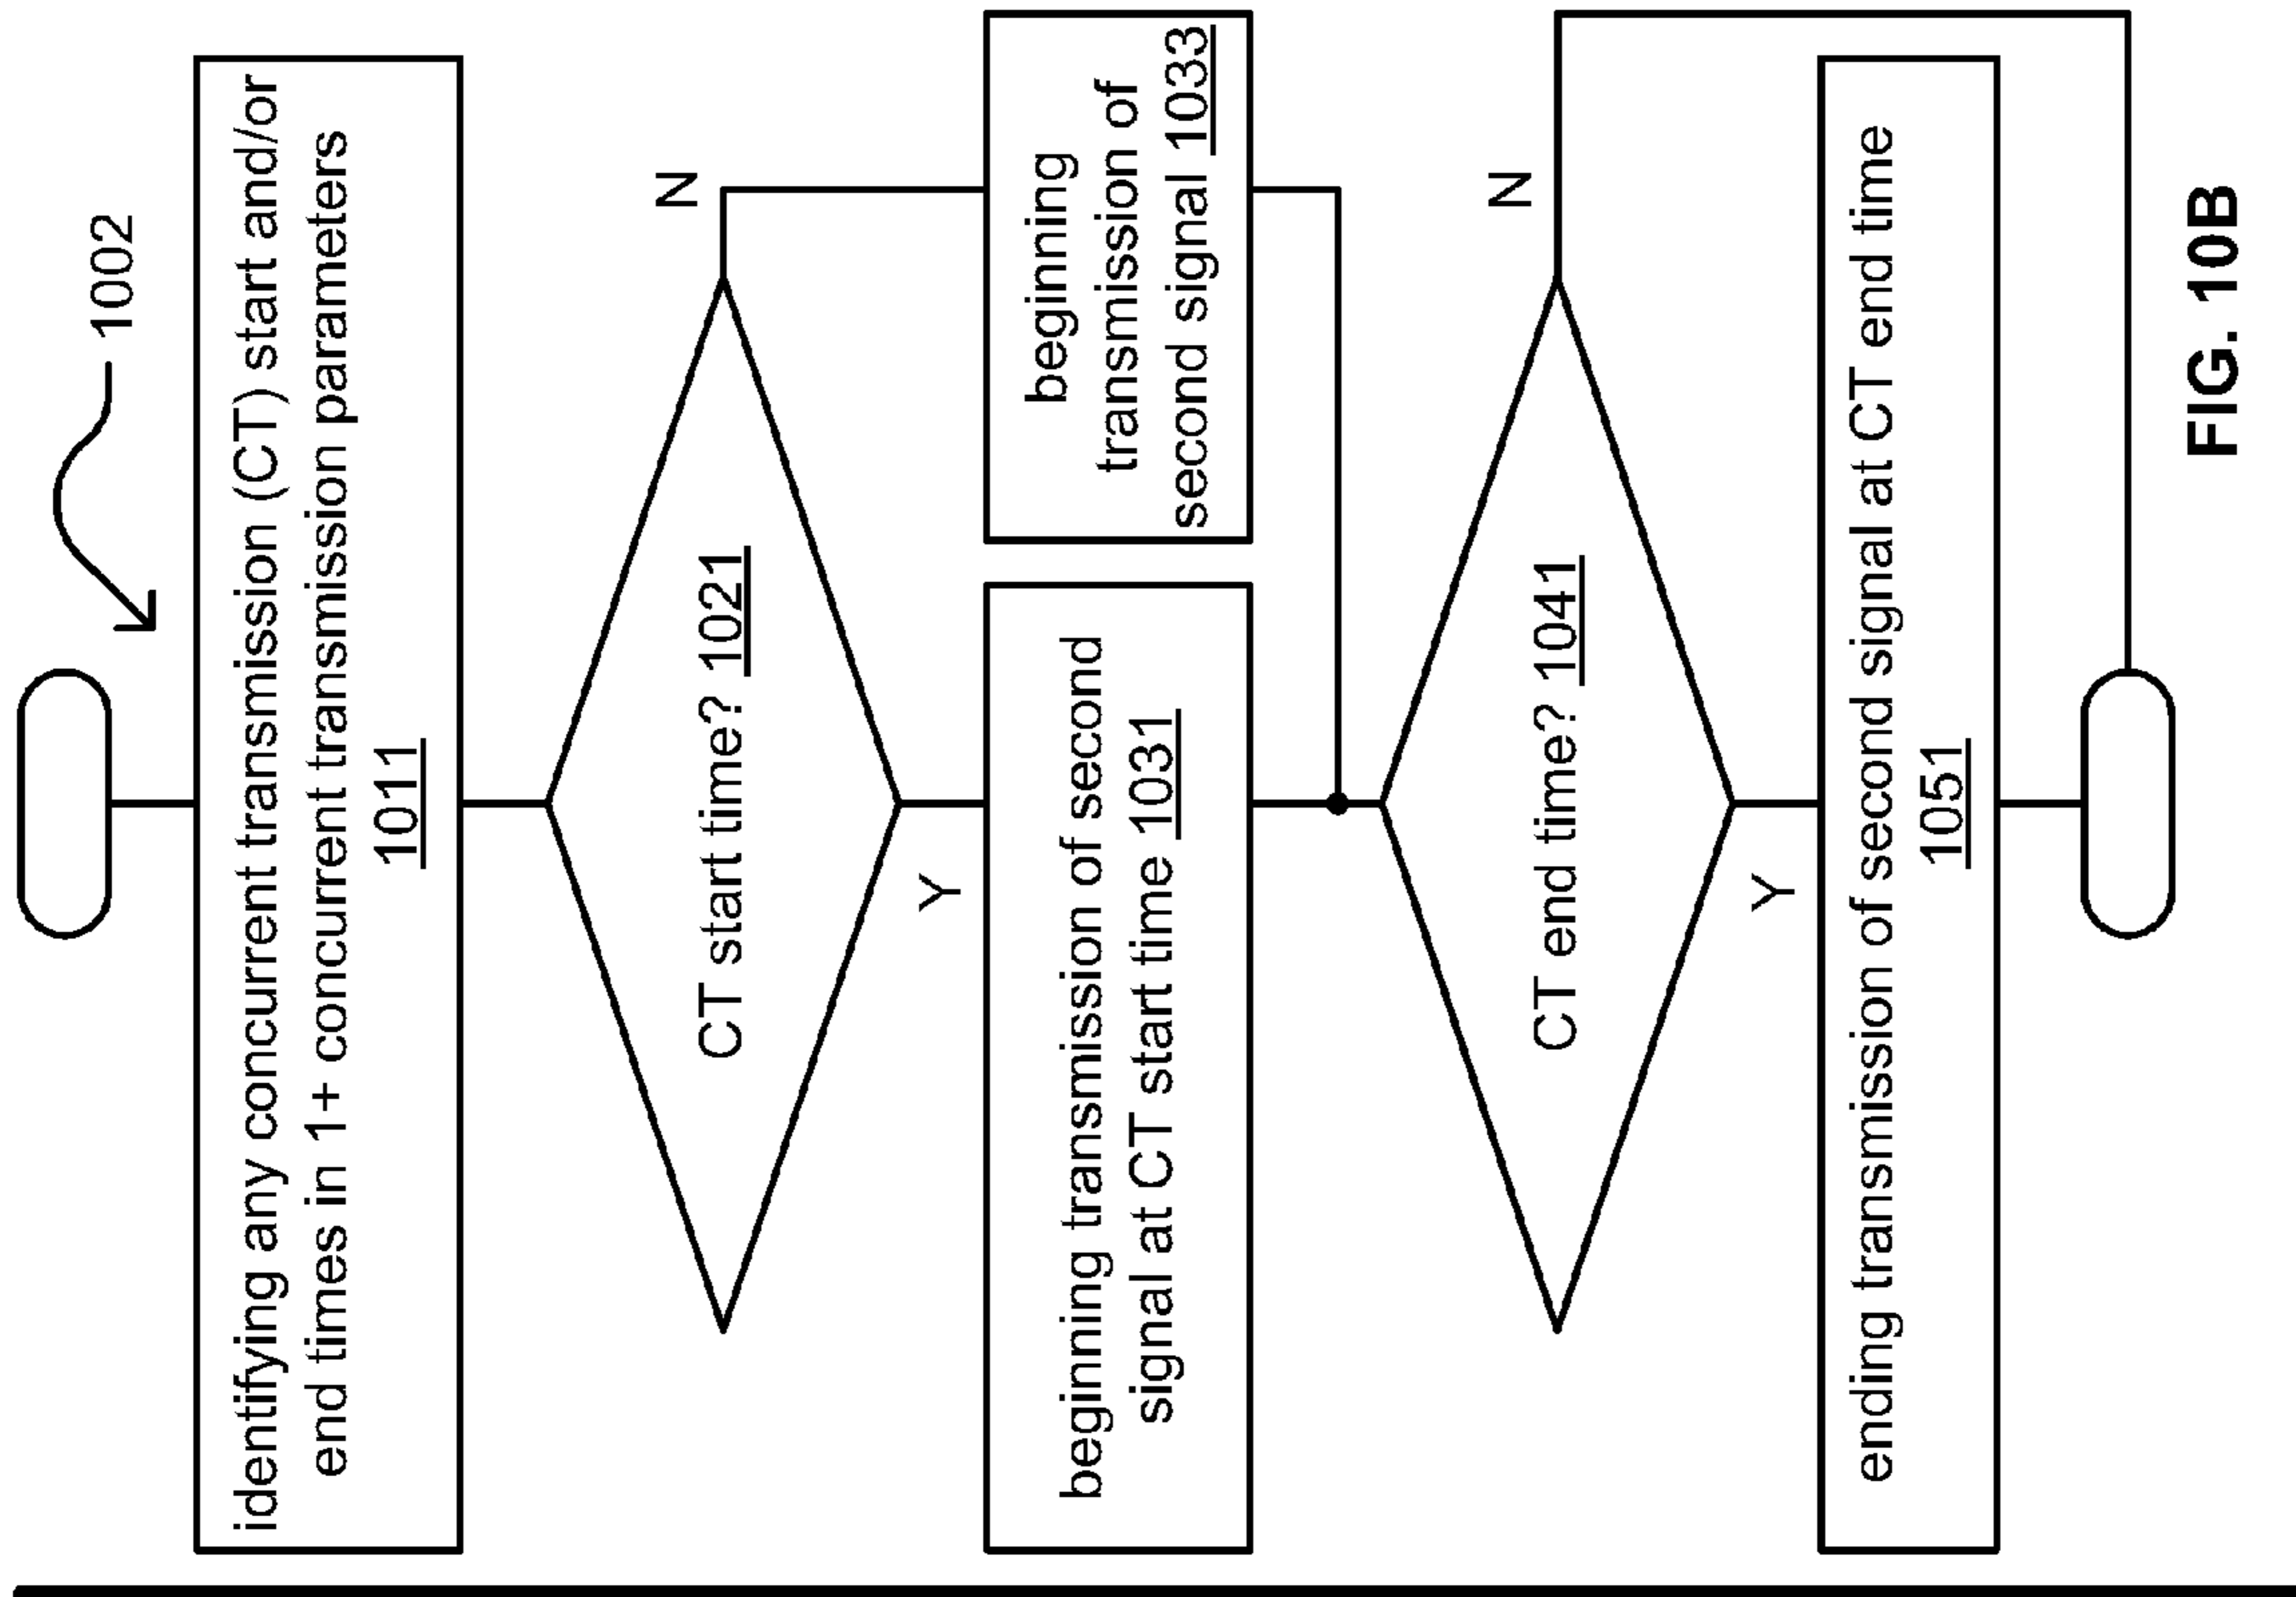 1002
identifying any concurrent transmission (CT) start and/or
end times in 1+ concurrent transmission parameters
1011
CT start time? 1021
N
Y
beginning transmission of second
signal at CT start time 1031
beginning
transmission of
second signal 1033
CT end time? 1041
N
Y
ending transmission of second signal at CT end time
1051
FIG. 10B